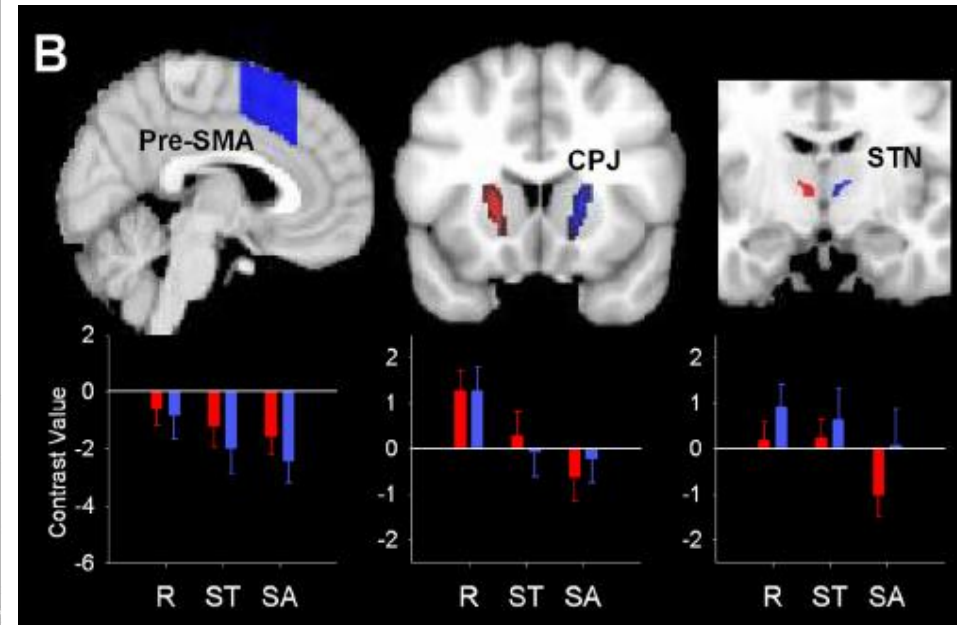 B
Pre-SMA
CPJ
STN
Contrast Value
2
0
-2
-4
-6
R ST SA
2
1
0
-1
-2
R ST SA
2
1
0
-1
-2
R ST SA